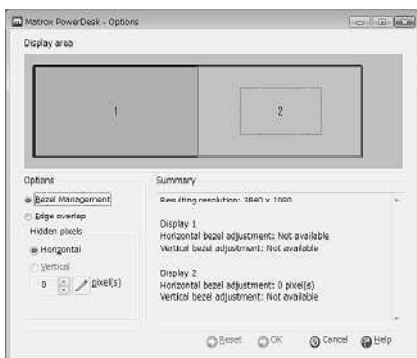 Matrox PowerDesk - Options
Display area
1
2
Options
Bezel Management
Edge overlap
Hidden pixels
Horizontal
Vertical
0 pixel(s)
Summary
Resulting resolution: 3840 x 1080
Display 1
Horizontal bezel adjustment: Not available
Vertical bezel adjustment: Not available
Display 2
Horizontal bezel adjustment: 0 pixel(s)
Vertical bezel adjustment: Not available
Reset OK Cancel Help